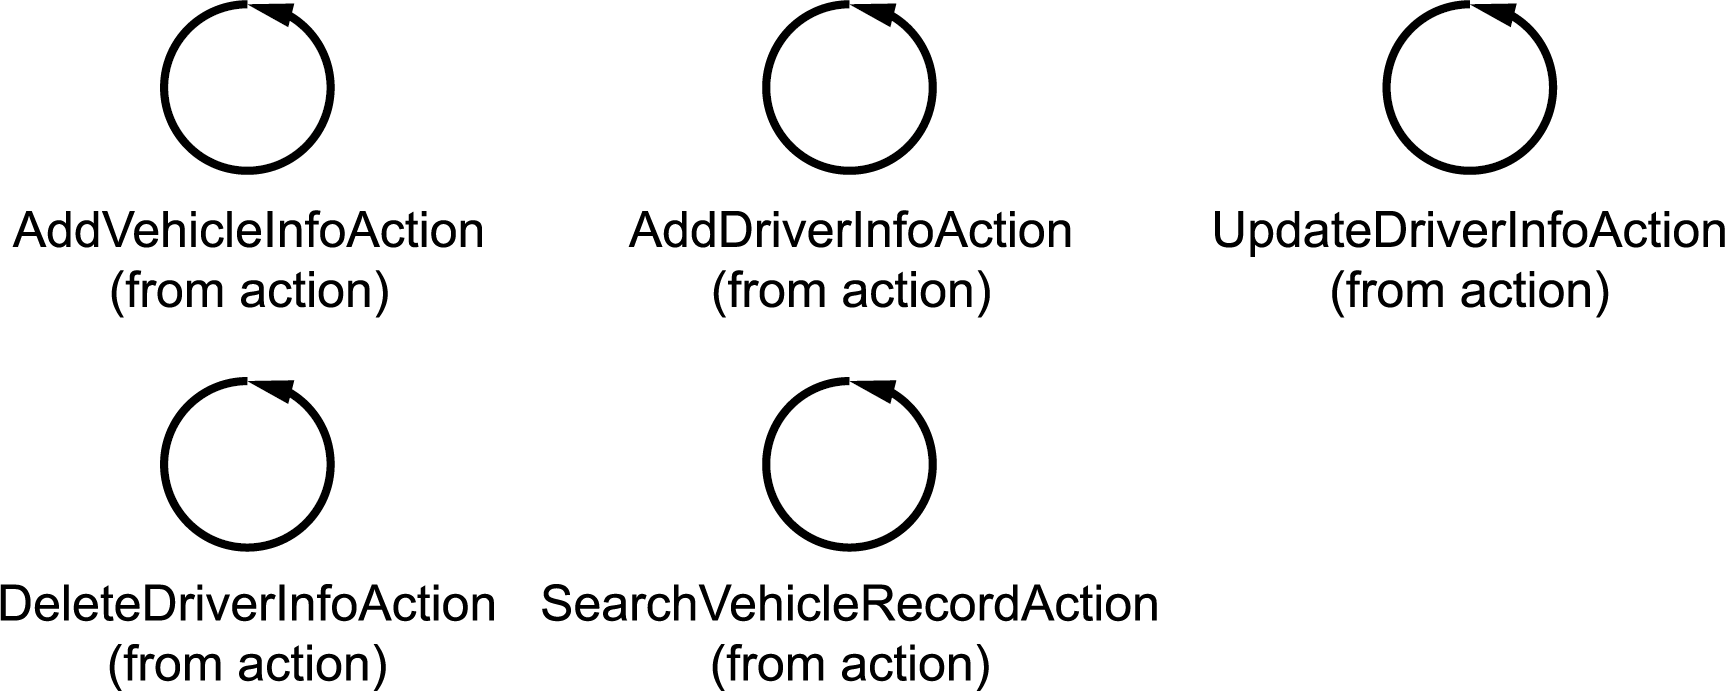 AddVehicleInfoAction
(from action)
AddDriverInfoAction
(from action)
UpdateDriverInfoAction
(from action)
DeleteDriverInfoAction
(from action)
SearchVehicleRecordAction
(from action)